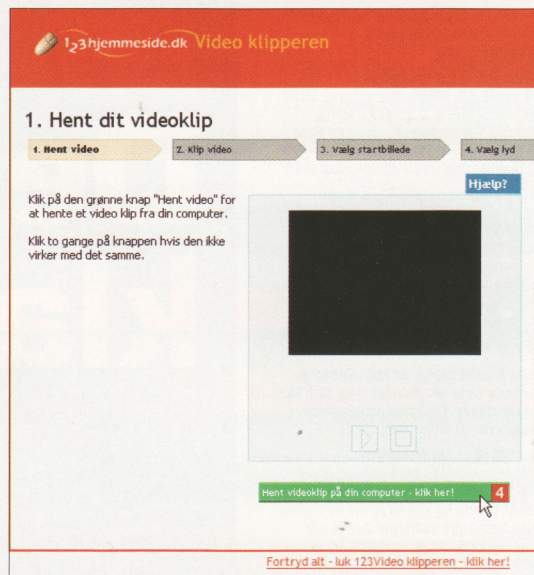 123hjemmeside.dk Video klipperen
1. Hent dit videoklip
1. Hent video
2. Klip video
3. Vælg startbillede
4. Vælg lyd
Hjælp?
Klik på den grønne knap "Hent video" for
at hente et video klip fra din computer.
Klik to gange på knappen hvis den ikke
virker med det samme.
Hent videoklip på din computer - klik her! 4
Fortryd alt - luk 123Video klipperen - klik her!